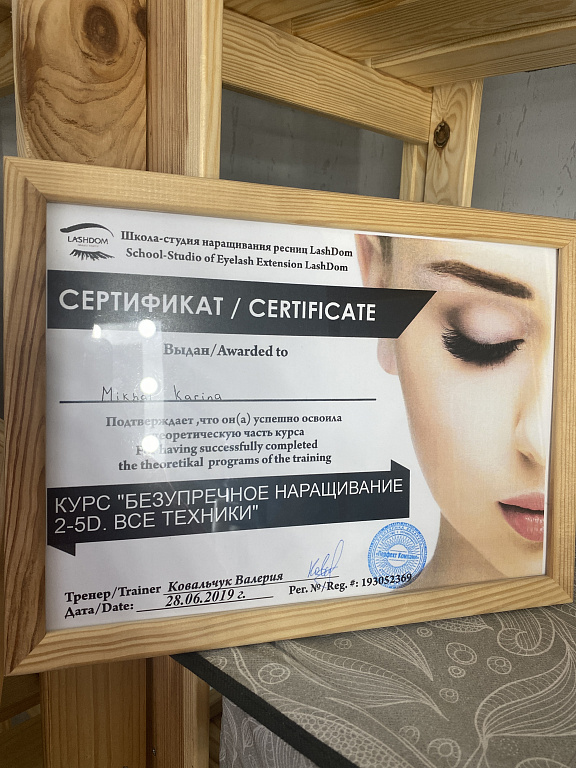 LASHDOM
Школа-студия наращивания ресниц LashDom
School-Studio of Eyelash Extension LashDom
СЕРТИФИКАТ / CERTIFICATE
Выдан/Awarded to
Karina
Подтверждает ,что он(а) успешно освоила
теоретическую часть курса
having successfully completed
the theoretikal programs of the training
КУРС "БЕЗУПРЕЧНОЕ НАРАЩИВАНИЕ
2-5D. ВСЕ ТЕХНИКИ"
Тренер/Trainer Ковальчук Валерия
Дата/Date: 28.06.2019 г.
Рег. №/Reg. #: 193052369